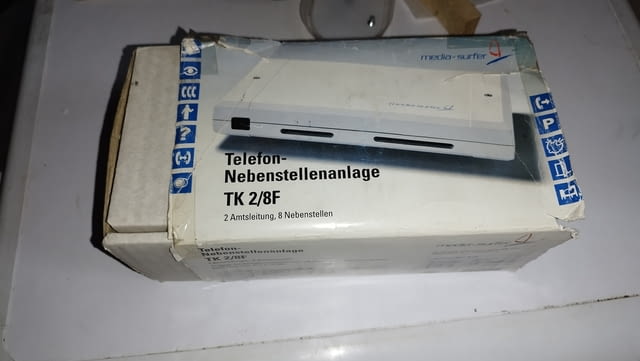 media-surfer
Telefon-
Nebenstellenanlage
TK 2/8F
2 Amtsleitung, 8 Nebenstellen
P
?
Telefon-
Nebenstellenanlage
TK 2/8F
media-surfer